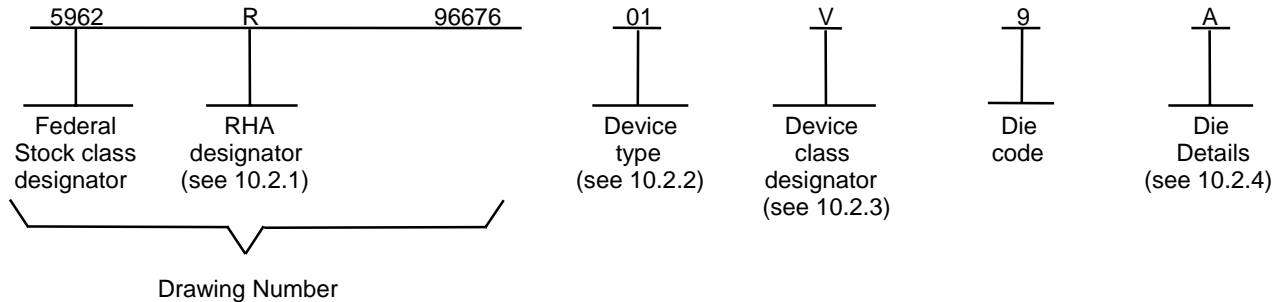 5962 R 96676 01 V 9 A
Federal Stock class designator
RHA designator (see 10.2.1)
Device type (see 10.2.2)
Device class designator (see 10.2.3)
Die code
Die Details (see 10.2.4)
Drawing Number